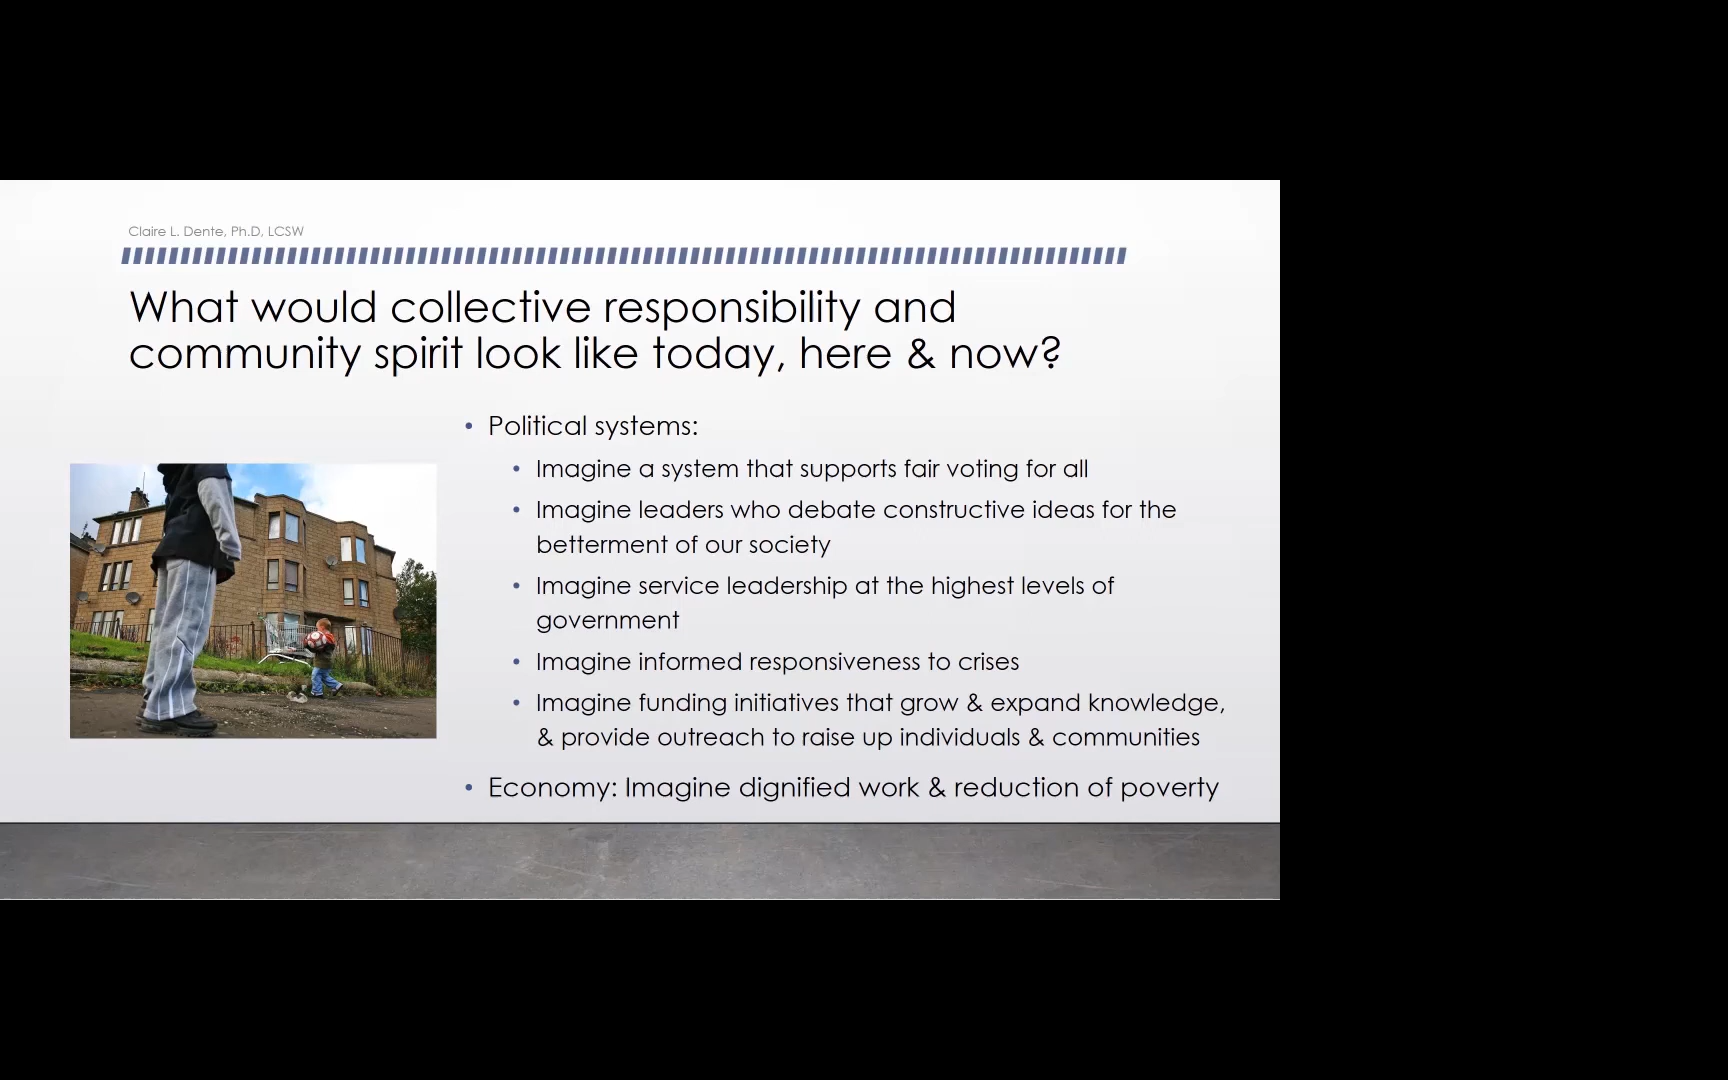 Claire L. Dente, Ph.D, LCSW
What would collective responsibility and
community spirit look like today, here & now?
• Political systems:
• Imagine a system that supports fair voting for all
• Imagine leaders who debate constructive ideas for the
betterment of our society
• Imagine service leadership at the highest levels of
government
• Imagine informed responsiveness to crises
• Imagine funding initiatives that grow & expand knowledge,
& provide outreach to raise up individuals & communities
• Economy: Imagine dignified work & reduction of poverty